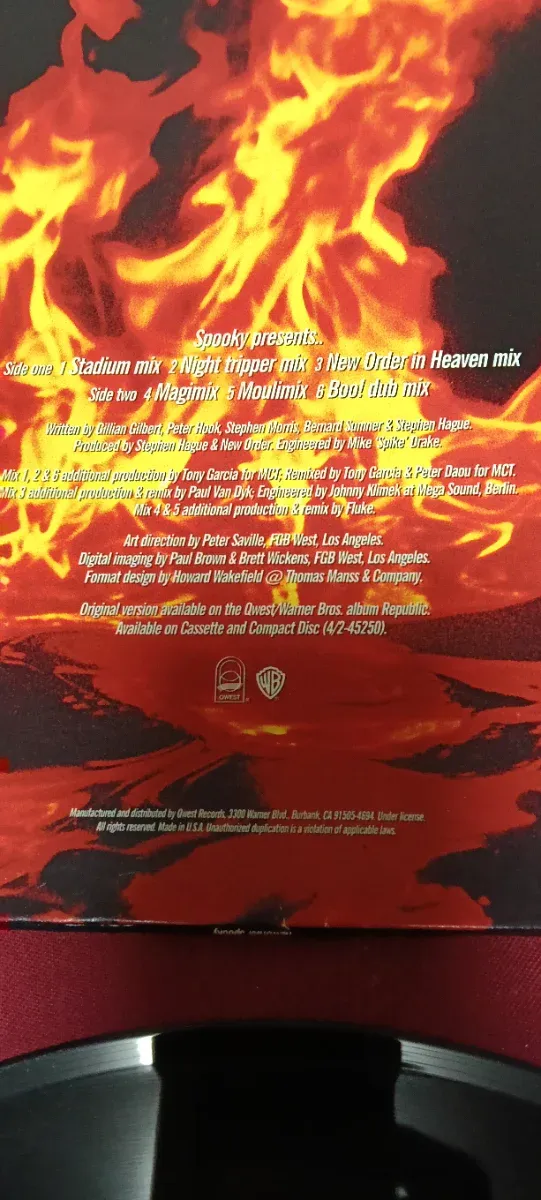 Spooky presents..
Side one 1 Stadium mix 2 Night tripper mix 3 New Order in Heaven mix
Side two 4 Magimix 5 Moulimix 6 Boo! dub mix
Written by Gillian Gilbert, Peter Hook, Stephen Morris, Bernard Sumner & Stephen Hague.
Produced by Stephen Hague & New Order, Engineered by Mike 'Spike' Drake.
Mix 1, 2 & 6 additional production by Tony Garcia for MCT, Remixed by Tony Garcia & Peter Daou for MCT.
Mix 3 additional production & remix by Paul Van Dyk, Engineered by Johnny Klimek at Mega Sound, Berlin.
Mix 4 & 5 additional production & remix by Fluke.
Art direction by Peter Saville, FGB West, Los Angeles.
Digital imaging by Paul Brown & Brett Wickens, FGB West, Los Angeles.
Format design by Howard Wakefield @ Thomas Manss & Company.
Original version available on the Qwest/Warner Bros. album Republic.
Available on Cassette and Compact Disc (4/2-45250).
QWEST WB
Manufactured and distributed by Qwest Records, 3300 Warner Blvd., Burbank, CA 91505-4694. Under license.
All rights reserved. Made in U.S.A. Unauthorized duplication is a violation of applicable laws.
spooky